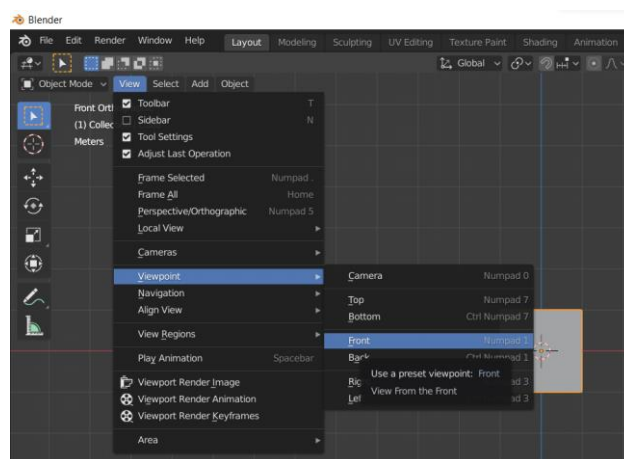 Blender
File Edit Render Window Help Layout Modeling Sculpting UV Editing Texture Paint Shading Animation
Global
Object Mode View Select Add Object
Front
(1)
Meters
Toolbar T
Sidebar N
Tool Settings
Adjust Last Operation
Frame Selected Numpad .
Frame All Home
Perspective/Orthographic Numpad 5
Local View
Cameras
Viewpoint
Navigation
Align View
View Regions
Play Animation Spacebar
Viewport Render Image
Viewport Render Animation
Viewport Render Keyframes
Area
Camera Numpad 0
Top Numpad 7
Bottom Ctrl Numpad 7
Front Numpad 1
Back Ctrl Numpad 1
Use a preset viewpoint: Front
View From the Front